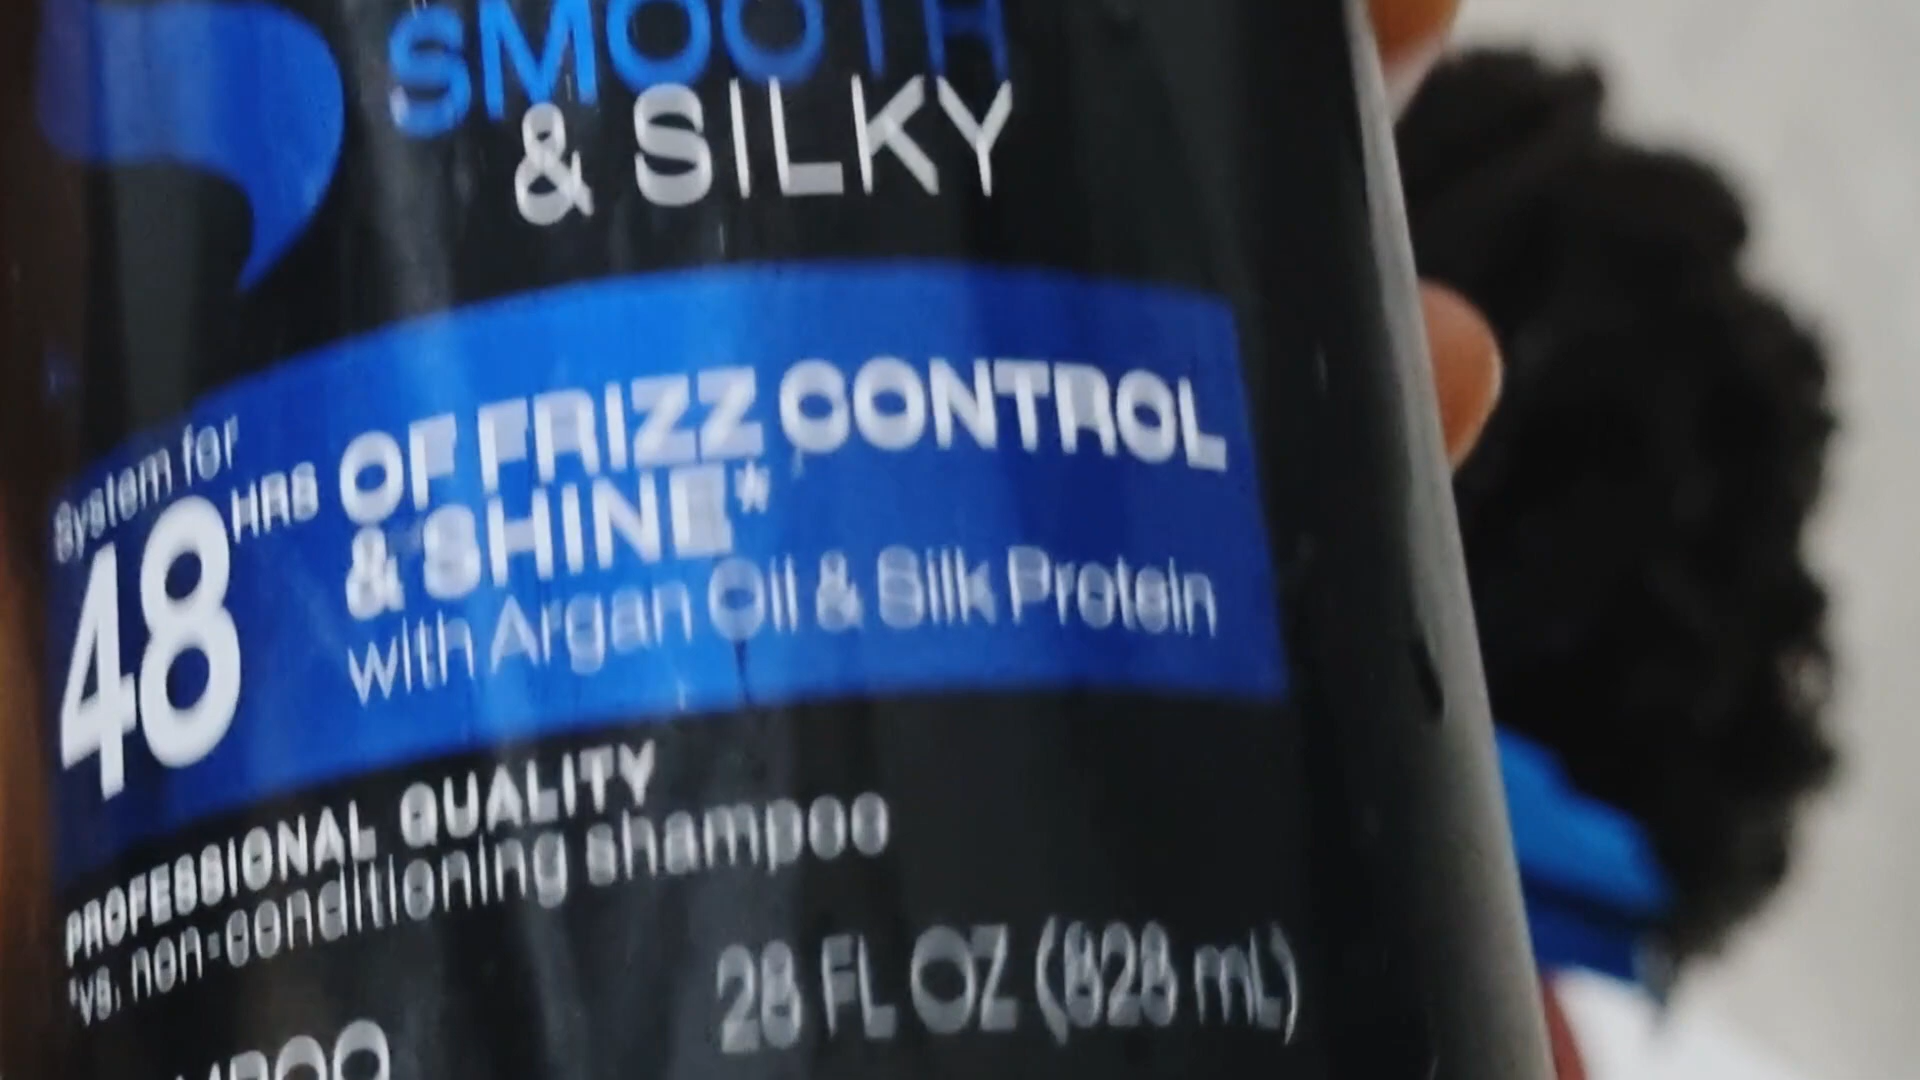 SMOOTH
& SILKY
System for
48 HRS OF FRIZZ CONTROL
& SHINE*
with Argan Oil & Silk Protein
PROFESSIONAL QUALITY
*vs. non-conditioning shampoo
28 FL OZ (828 mL)